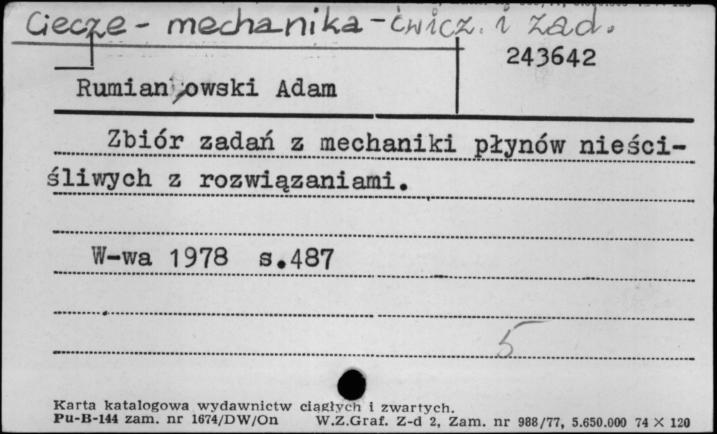 Ciecze - mechanika - ćwicz. i zad.
243642
Rumianowski Adam
Zbiór zadań z mechaniki płynów nieści-
śliwych z rozwiązaniami.
W-wa 1978 s.487
5
Karta katalogowa wydawnictw ciągłych i zwartych.
Pu-B-144 zam. nr 1674/DW/On W.Z.Graf. Z-d 2, Zam. nr 988/77, 5.650.000 74 X 120